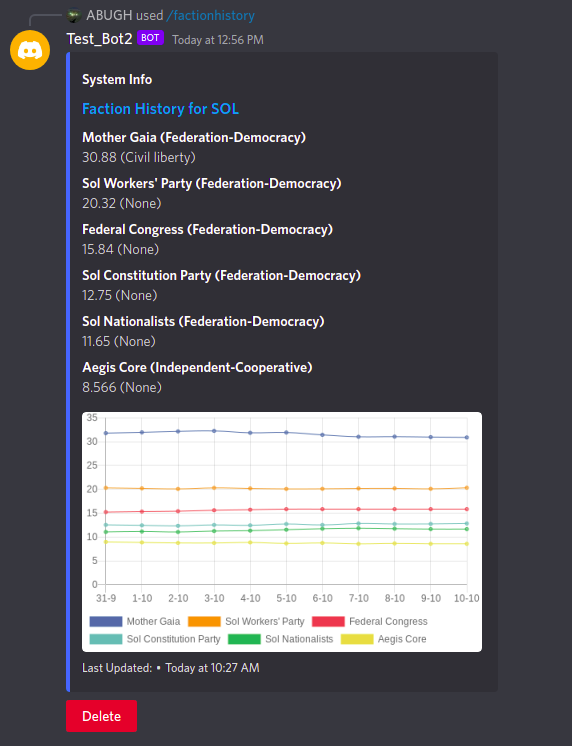 ABUGH used /factionhistory
Test_Bot2 BOT Today at 12:56 PM
System Info
Faction History for SOL
Mother Gaia (Federation-Democracy)
30.88 (Civil liberty)
Sol Workers' Party (Federation-Democracy)
20.32 (None)
Federal Congress (Federation-Democracy)
15.84 (None)
Sol Constitution Party (Federation-Democracy)
12.75 (None)
Sol Nationalists (Federation-Democracy)
11.65 (None)
Aegis Core (Independent-Cooperative)
8.566 (None)
35
30
25
20
15
10
5
0
31-9 1-10 2-10 3-10 4-10 5-10 6-10 7-10 8-10 9-10 10-10
Mother Gaia Sol Workers' Party Federal Congress
Sol Constitution Party Sol Nationalists Aegis Core
Last Updated: • Today at 10:27 AM
Delete